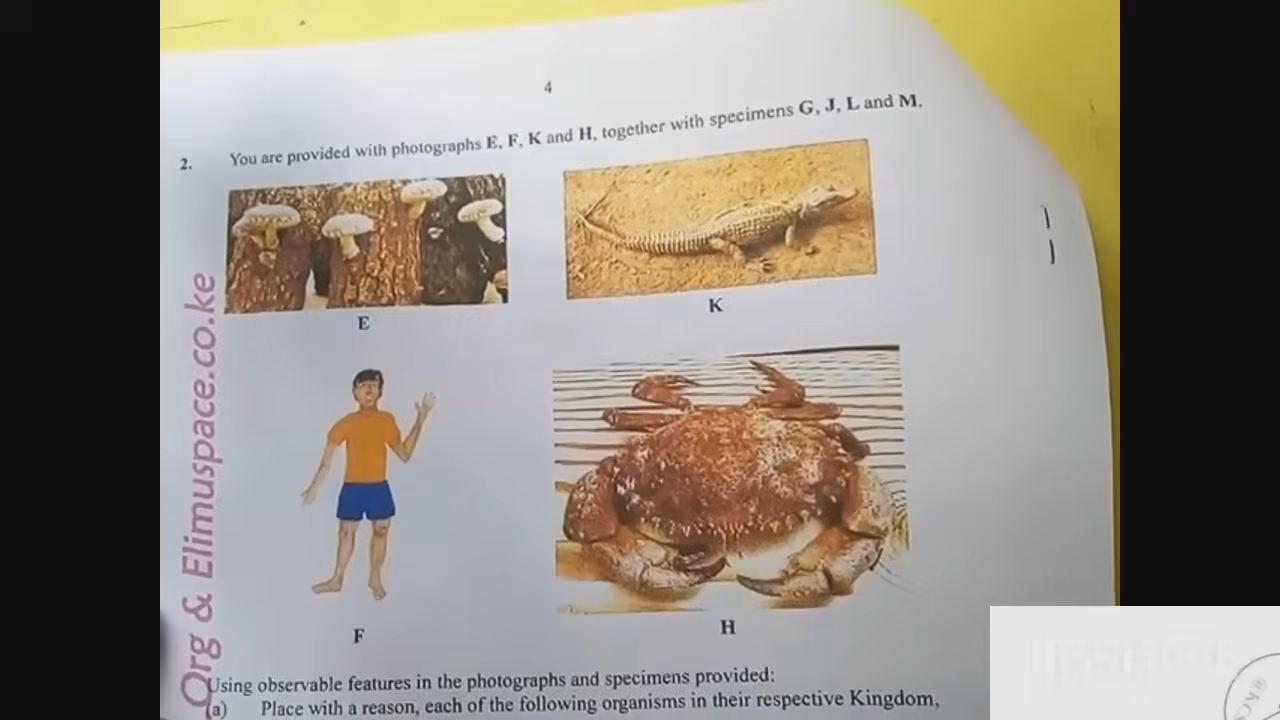 4
2. You are provided with photographs E, F, K and H, together with specimens G, J, L and M.
E
K
F
H
Org & Elimuspace.co.ke
Using observable features in the photographs and specimens provided:
(a) Place with a reason, each of the following organisms in their respective Kingdom,